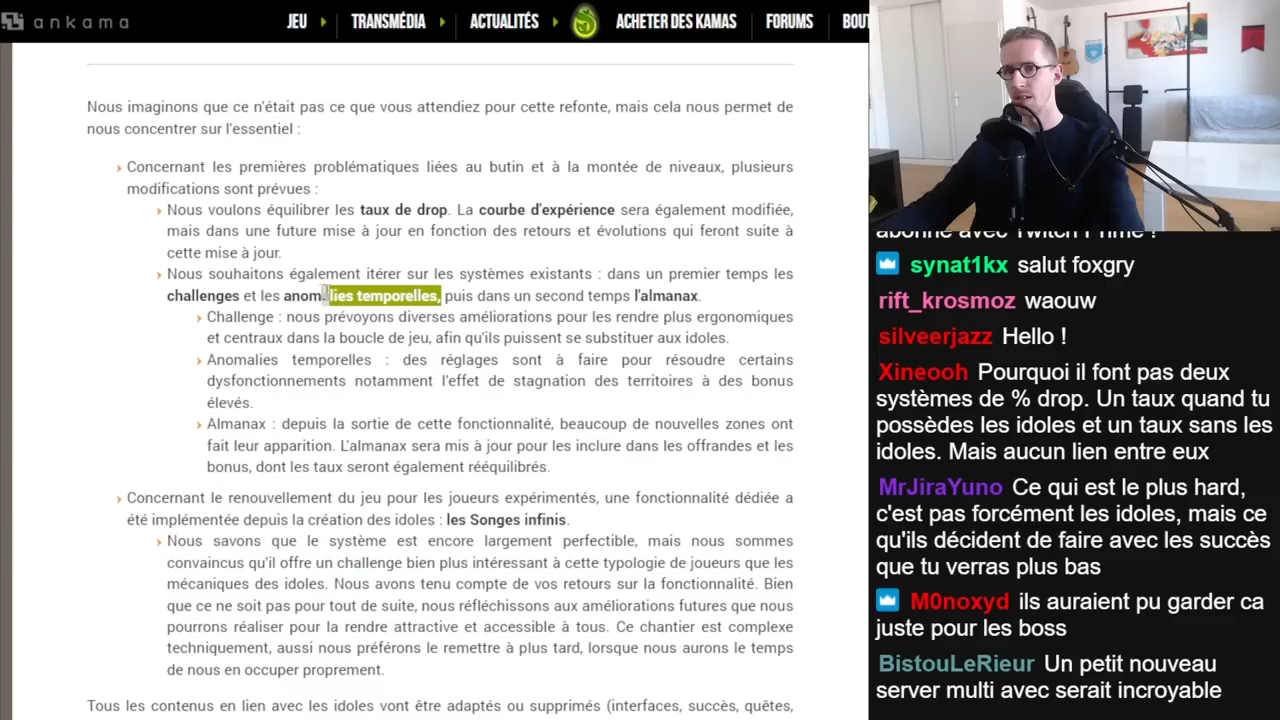 ankama
JEU
TRANSMÉDIA
ACTUALITÉS
ACHETER DES KAMAS
FORUMS
BOUT
Nous imaginons que ce n'était pas ce que vous attendiez pour cette refonte, mais cela nous permet de
nous concentrer sur l'essentiel :
Concernant les premières problématiques liées au butin et à la montée de niveaux, plusieurs
modifications sont prévues :
Nous voulons équilibrer les taux de drop. La courbe d'expérience sera également modifiée,
mais dans une future mise à jour en fonction des retours et évolutions qui feront suite à
cette mise à jour.
Nous souhaitons également itérer sur les systèmes existants : dans un premier temps les
challenges et les anomalies temporelles, puis dans un second temps l'almanax.
Challenge : nous prévoyons diverses améliorations pour les rendre plus ergonomiques
et centraux dans la boucle de jeu, afin qu'ils puissent se substituer aux idoles.
Anomalies temporelles : des réglages sont à faire pour résoudre certains
dysfonctionnements notamment l'effet de stagnation des territoires à des bonus
élevés.
Almanax : depuis la sortie de cette fonctionnalité, beaucoup de nouvelles zones ont
fait leur apparition. L'almanax sera mis à jour pour les inclure dans les offrandes et les
bonus, dont les taux seront également rééquilibrés.
Concernant le renouvellement du jeu pour les joueurs expérimentés, une fonctionnalité dédiée a
été implémentée depuis la création des idoles : les Songes infinis.
Nous savons que le système est encore largement perfectible, mais nous sommes
convaincus qu'il offre un challenge bien plus intéressant à cette typologie de joueurs que les
mécaniques des idoles. Nous avons tenu compte de vos retours sur la fonctionnalité. Bien
que ce ne soit pas pour tout de suite, nous réfléchissons aux améliorations futures que nous
pourrons réaliser pour la rendre attractive et accessible à tous. Ce chantier est complexe
techniquement, aussi nous préférons le remettre à plus tard, lorsque nous aurons le temps
de nous en occuper proprement.
Tous les contenus en lien avec les idoles vont être adaptés ou supprimés (interfaces, succès, quêtes,
abonné avec Twitch Prime !
synat1kx salut foxgry
rift_krosmoz waouw
silveerjazz Hello !
Xineooh Pourquoi il font pas deux
systèmes de % drop. Un taux quand tu
possèdes les idoles et un taux sans les
idoles. Mais aucun lien entre eux
MrJiraYuno Ce qui est le plus hard,
c'est pas forcément les idoles, mais ce
qu'ils décident de faire avec les succès
que tu verras plus bas
M0noxyd ils auraient pu garder ca
juste pour les boss
BistouLeRieur Un petit nouveau
server multi avec serait incroyable